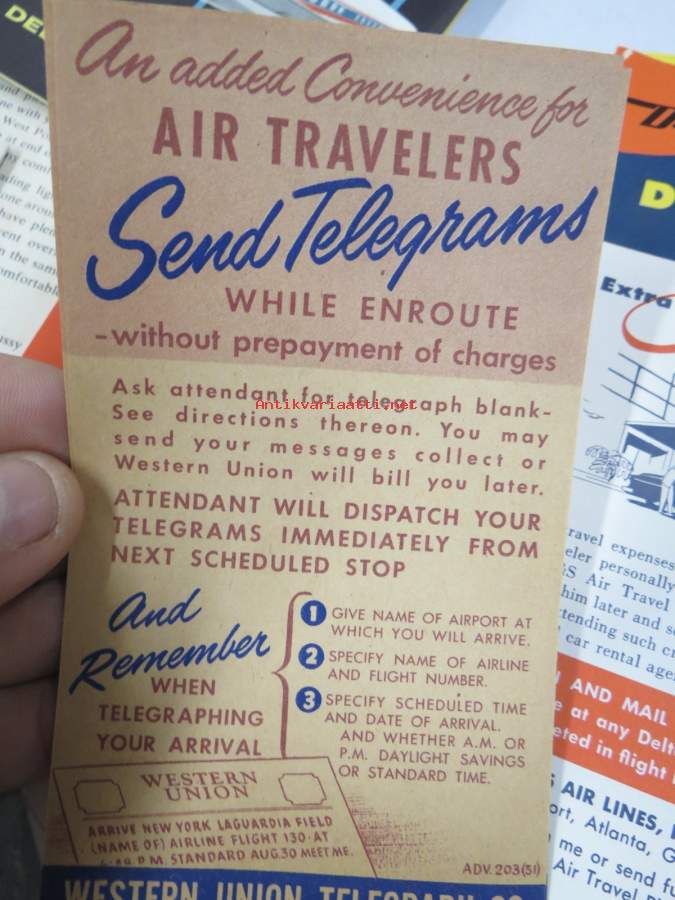 An added Convenience for
AIR TRAVELERS
Send Telegrams
WHILE ENROUTE
-without prepayment of charges
Ask attendant for telegraph blank-
See directions thereon. You may
send your messages collect or
Western Union will bill you later.
Antikvariaatti.net
ATTENDANT WILL DISPATCH YOUR
TELEGRAMS IMMEDIATELY FROM
NEXT SCHEDULED STOP
And
Remember
WHEN
TELEGRAPHING
YOUR ARRIVAL
1 GIVE NAME OF AIRPORT AT
WHICH YOU WILL ARRIVE.
2 SPECIFY NAME OF AIRLINE
AND FLIGHT NUMBER.
3 SPECIFY SCHEDULED TIME
AND DATE OF ARRIVAL.
AND WHETHER A.M. OR
P.M. DAYLIGHT SAVINGS
OR STANDARD TIME.
WESTERN
UNION
ARRIVE NEW YORK LAGUARDIA FIELD
(NAME OF) AIRLINE FLIGHT 130 AT
P.M. STANDARD AUG.30 MEET ME.
ADV. 203(51)
WESTERN UNION TELEGRAPH CO
Extra
travel expenses
personally
Air Travel
him later and
such
car rental
AND MAIL
at any
in flight
AIR LINES,
Atlanta, G
me or send
Air Travel